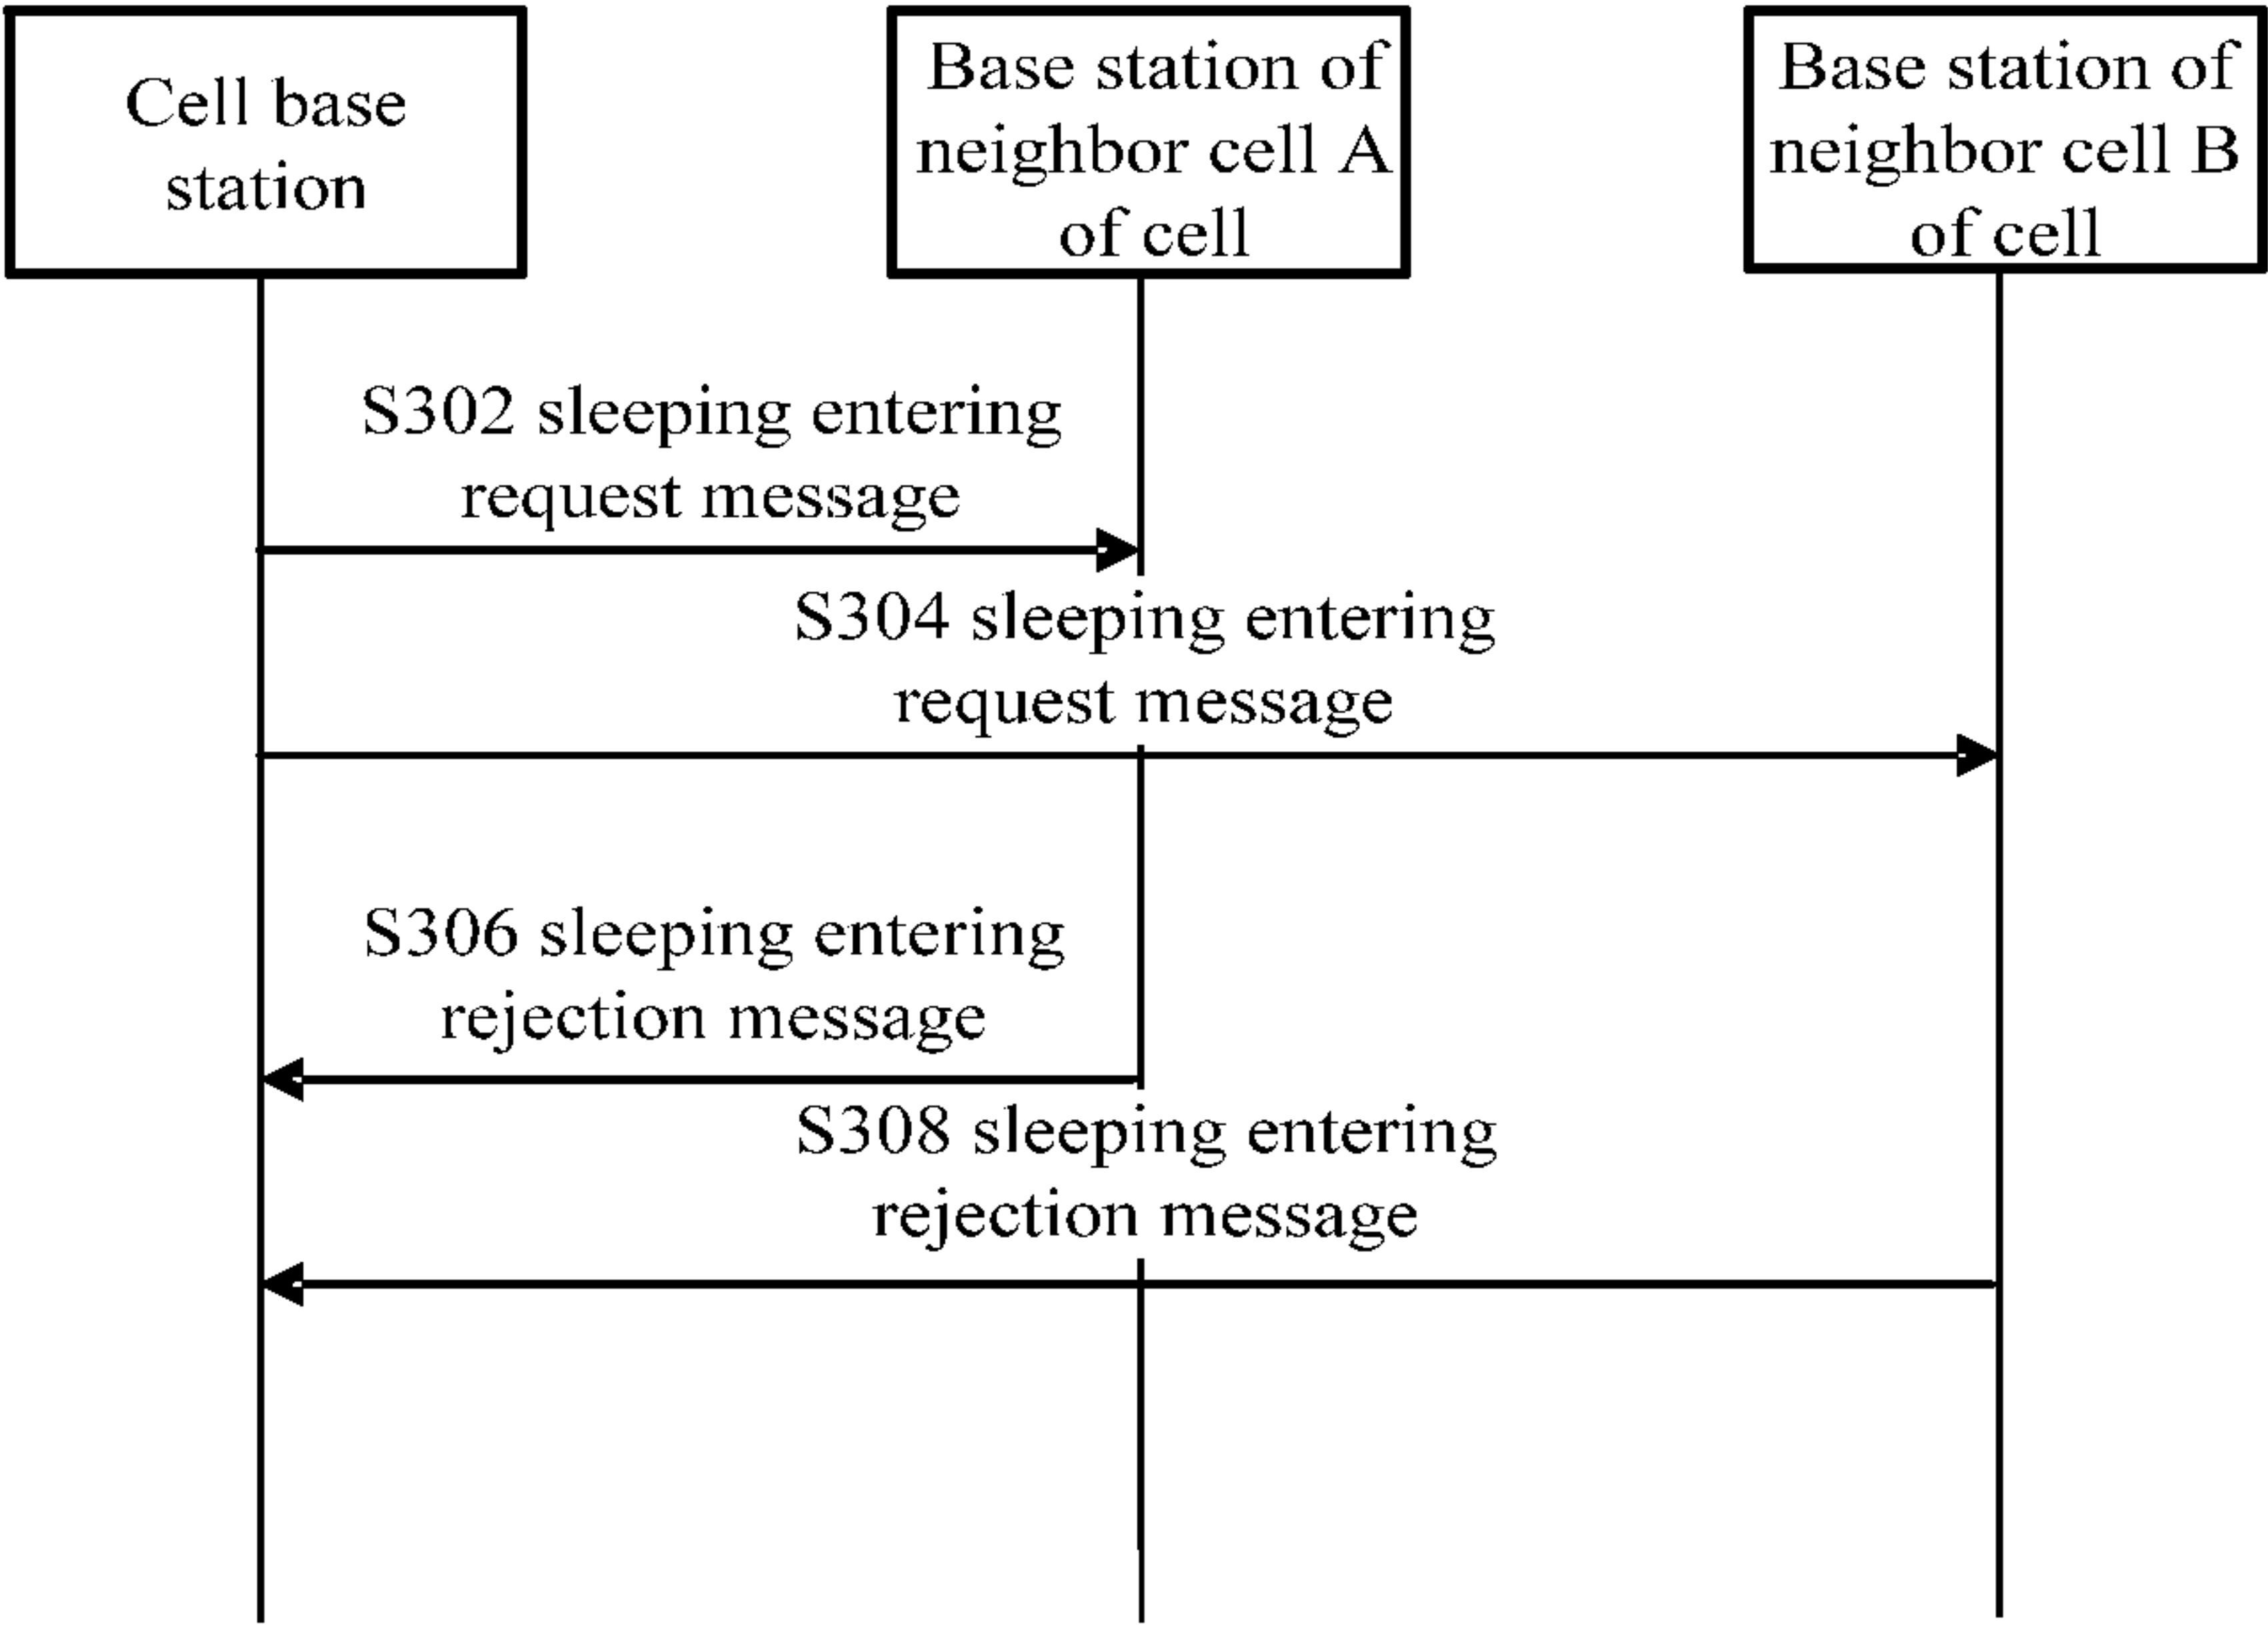 Cell base
station
Base station of
neighbor cell A
of cell
Base station of
neighbor cell B
of cell
S302 sleeping entering
request message
S304 sleeping entering
request message
S306 sleeping entering
rejection message
S308 sleeping entering
rejection message